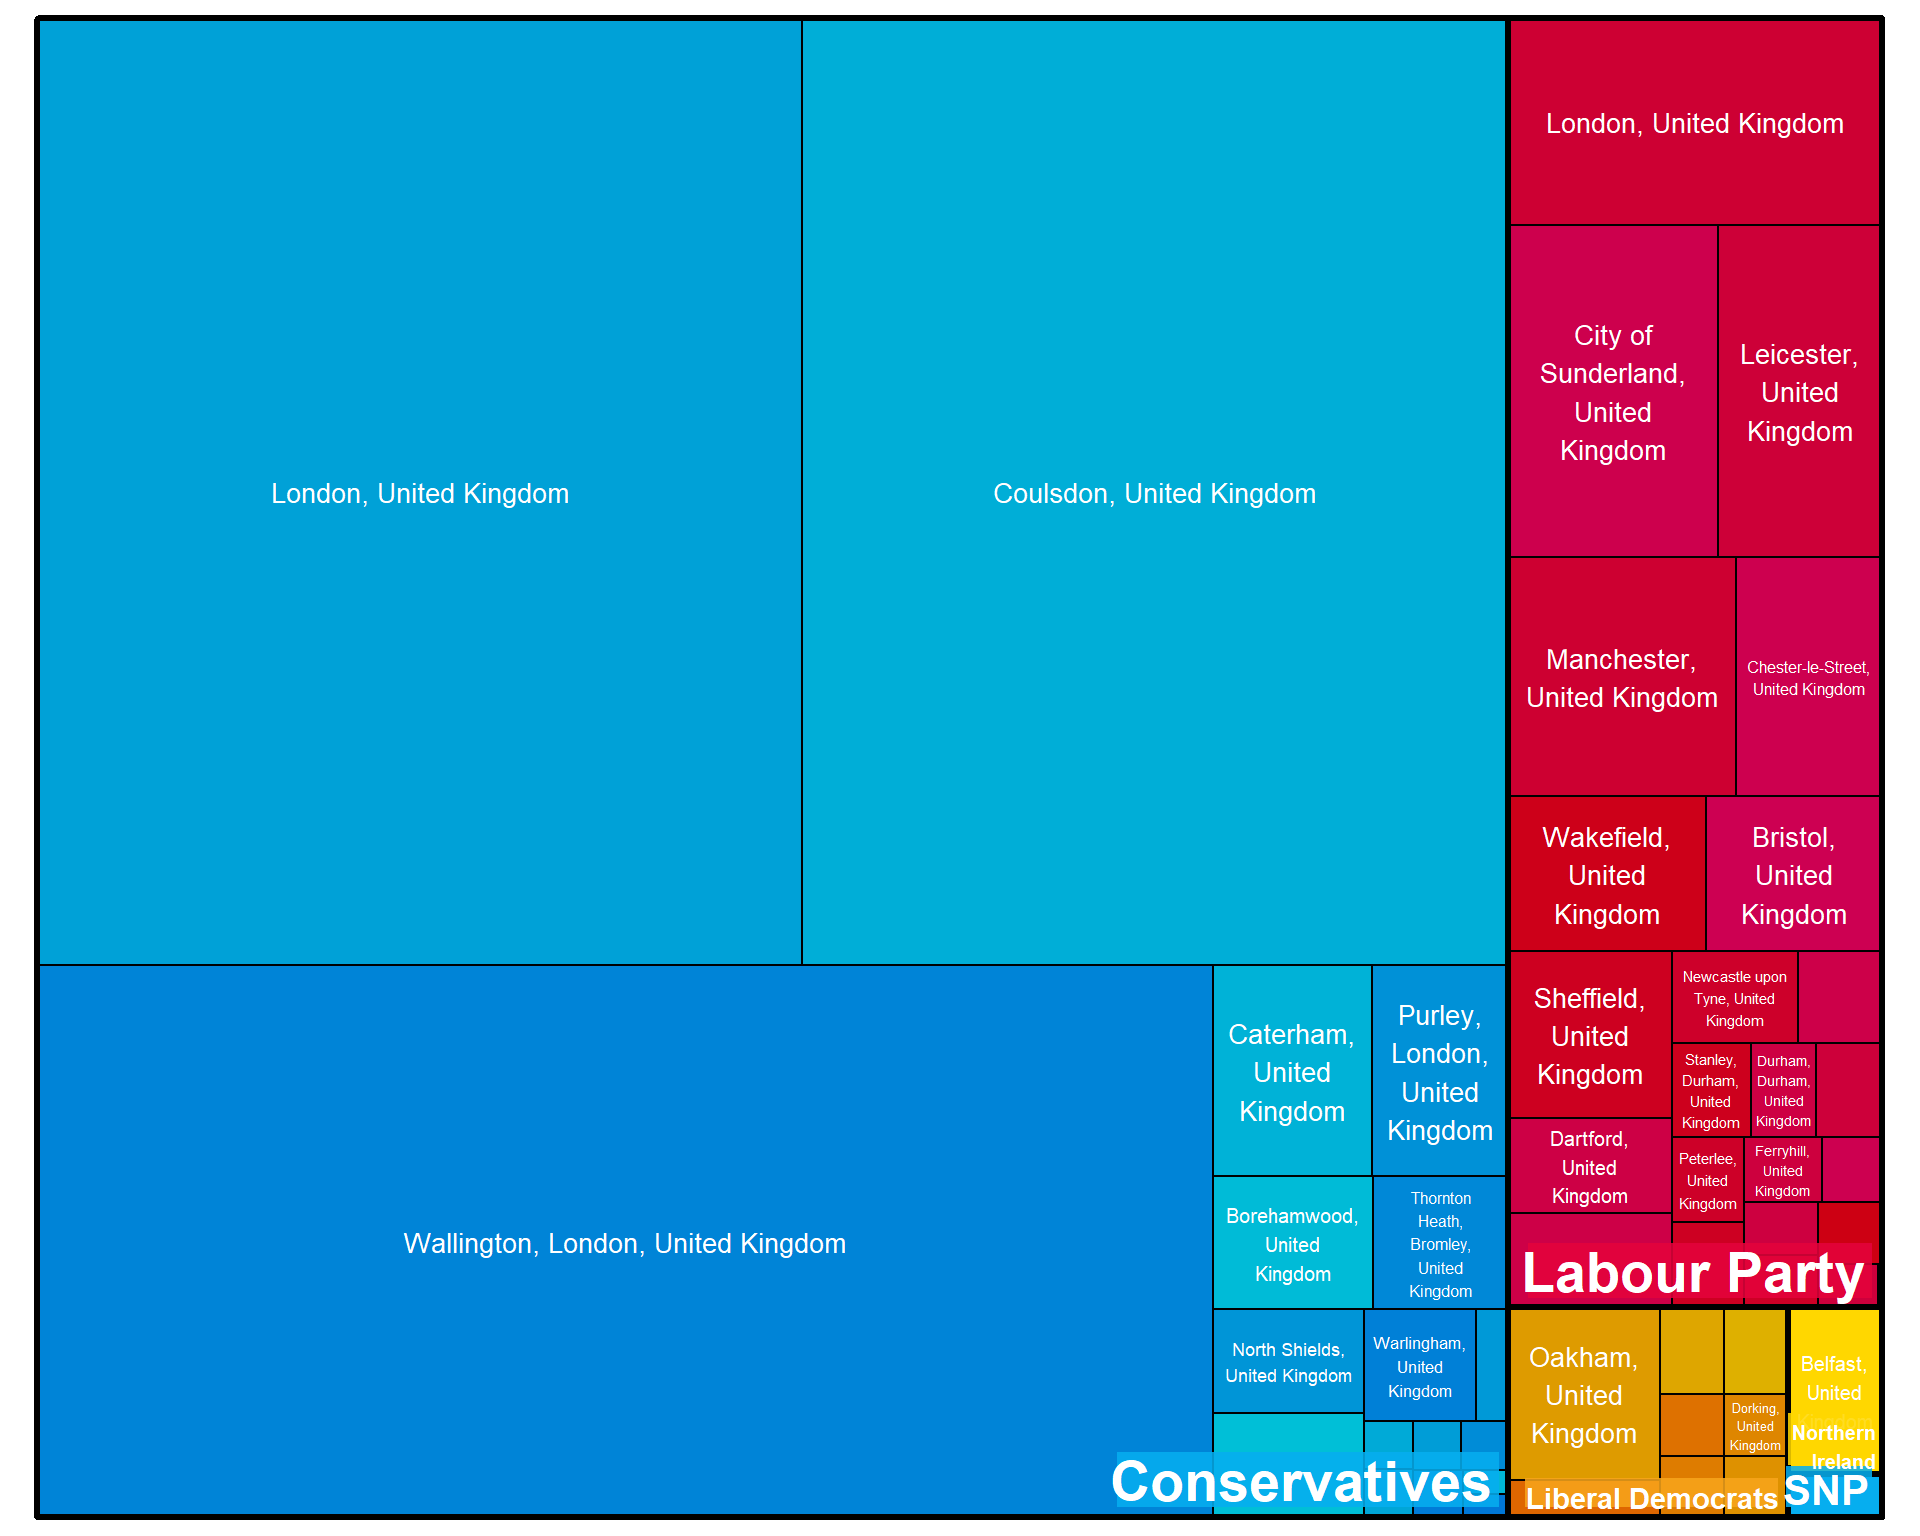 London, United Kingdom
Coulsdon, United Kingdom
Wallington, London, United Kingdom
Caterham,
United
Kingdom
Purley,
London,
United
Kingdom
Borehamwood,
United
Kingdom
Thornton
Heath,
Bromley,
United
Kingdom
North Shields,
United Kingdom
Warlingham,
United
Kingdom
Conservatives
London, United Kingdom
City of
Sunderland,
United
Kingdom
Leicester,
United
Kingdom
Manchester,
United Kingdom
Chester-le-Street,
United Kingdom
Wakefield,
United
Kingdom
Bristol,
United
Kingdom
Sheffield,
United
Kingdom
Newcastle upon
Tyne, United
Kingdom
Stanley,
Durham,
United
Kingdom
Durham,
Durham,
United
Kingdom
Dartford,
United
Kingdom
Peterlee,
United
Kingdom
Ferryhill,
United
Kingdom
Labour Party
Oakham,
United
Kingdom
Dorking,
United
Kingdom
Liberal Democrats
Belfast,
United
Kingdom
Northern
Ireland
SNP